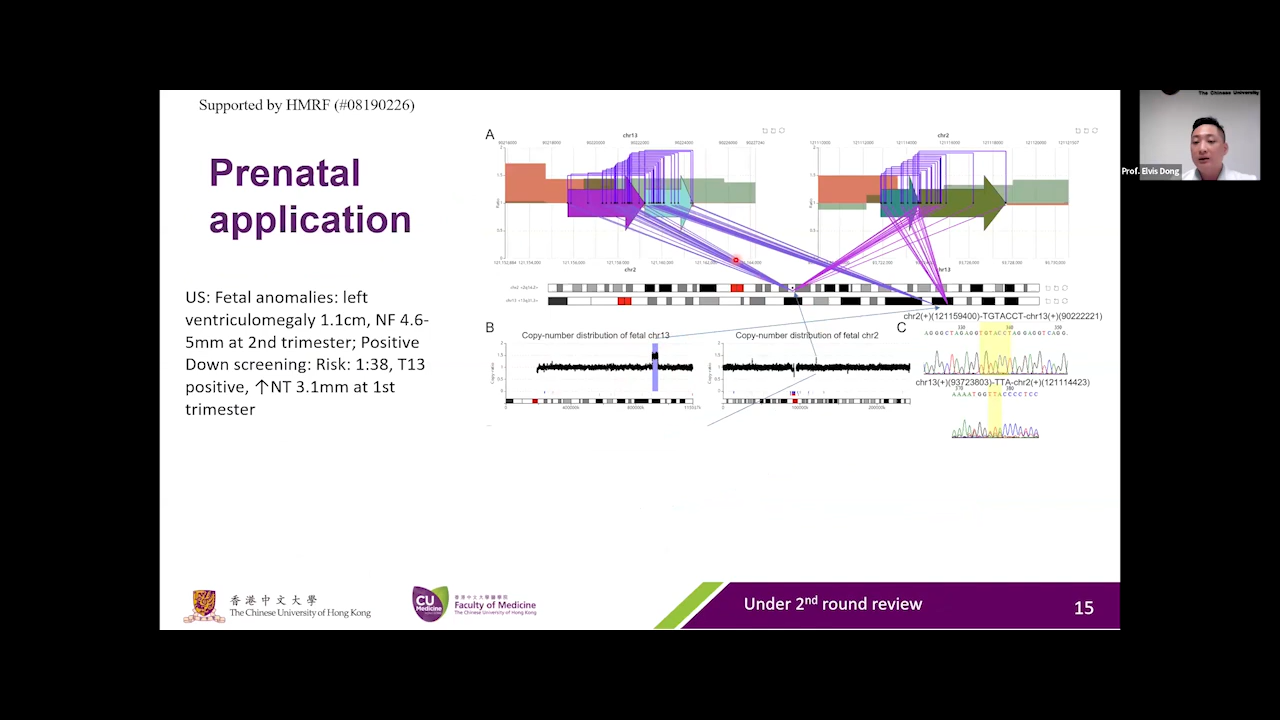 Supported by HMRF (#08190226)
Prenatal
application
US: Fetal anomalies: left
ventriculomegaly 1.1cm, NF 4.6-
5mm at 2nd trimester; Positive
Down screening: Risk: 1:38, T13
positive, ↑NT 3.1mm at 1st
trimester
A
chr13
chr2
chr2
chr13
B
Copy-number distribution of fetal chr13
Copy-number distribution of fetal chr2
C
chr2(+)(121159400)-TGTACCT-chr13(+)(90222221)
AGGGCTAGAGGTGTACCTAGGAGGTCAGG.
chr13(+)(93723803)-TTA-chr2(+)(121114423)
AAAATGGTTACCCCTCC
The Chinese University
Prof. Elvis Dong
香港中文大學
The Chinese University of Hong Kong
CU
Medicine
香港中文大學醫學院
Faculty of Medicine
The Chinese University of Hong Kong
Under 2nd round review
15